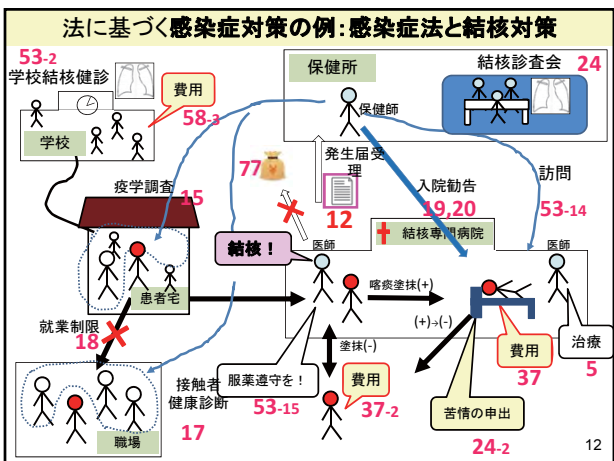 法に基づく感染症対策の例：感染症法と結核対策
53-2
学校結核健診
費用
58-3
学校
保健所
保健師
結核診査会
24
疫学調査
15
77
発生届受
理
12
入院勧告
19,20
訪問
53-14
結核専門病院
結核！
医師
医師
喀痰塗抹(+)
(+)→(-)
患者宅
就業制限
18
塗抹(-)
服薬遵守を！
53-15
費用
37-2
費用
37
治療
5
苦情の申出
24-2
接触者
健康診断
17
職場
12